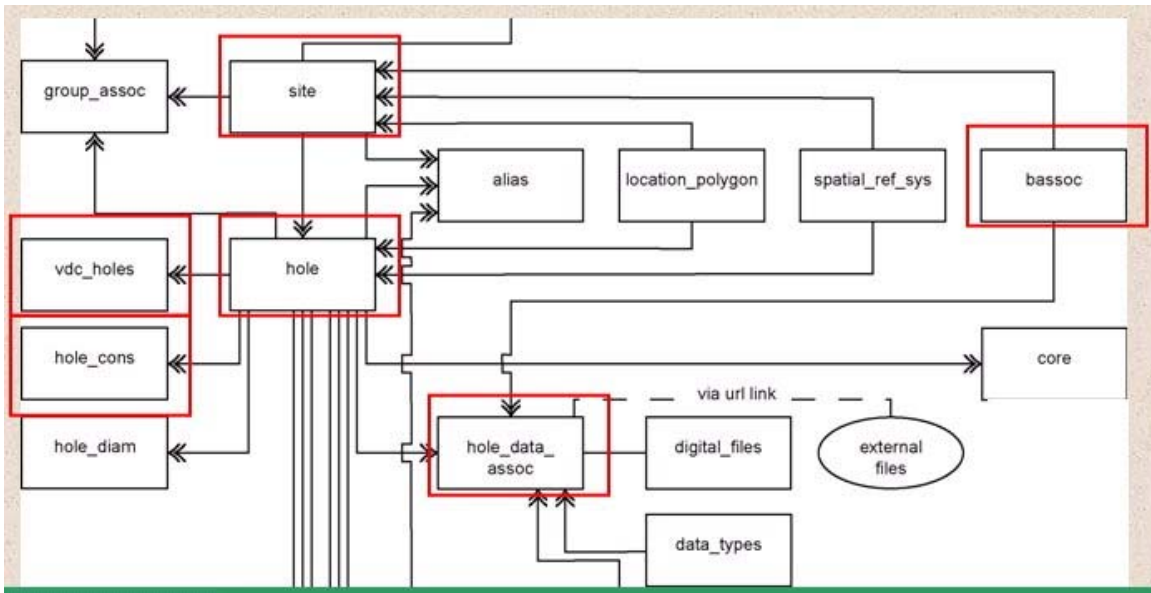 group_assoc
site
alias
location_polygon
spatial_ref_sys
bassoc
vdc_holes
hole
hole_cons
core
via url link
hole_diam
hole_data_
assoc
digital_files
external
files
data_types